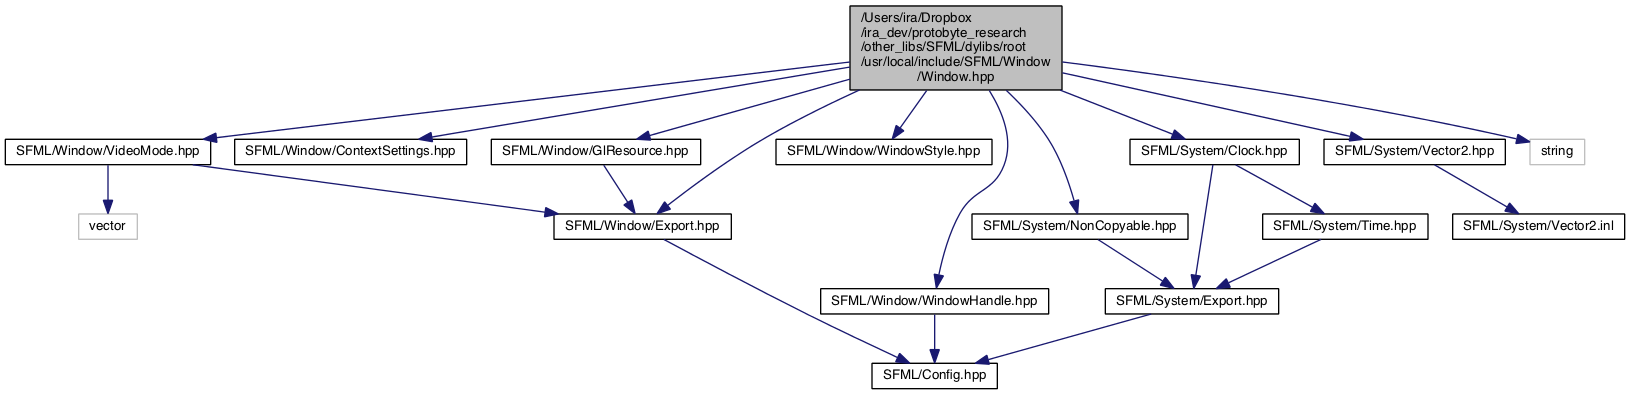 /Users/ira/Dropbox
/ira_dev/protobyte_research
/other_libs/SFML/dylibs/root
/usr/local/include/SFML/Window
/Window.hpp
SFML/Window/VideoMode.hpp
SFML/Window/ContextSettings.hpp
SFML/Window/GlResource.hpp
SFML/Window/WindowStyle.hpp
SFML/System/Clock.hpp
SFML/System/Vector2.hpp
string
vector
SFML/Window/Export.hpp
SFML/System/NonCopyable.hpp
SFML/System/Time.hpp
SFML/System/Vector2.inl
SFML/Window/WindowHandle.hpp
SFML/System/Export.hpp
SFML/Config.hpp